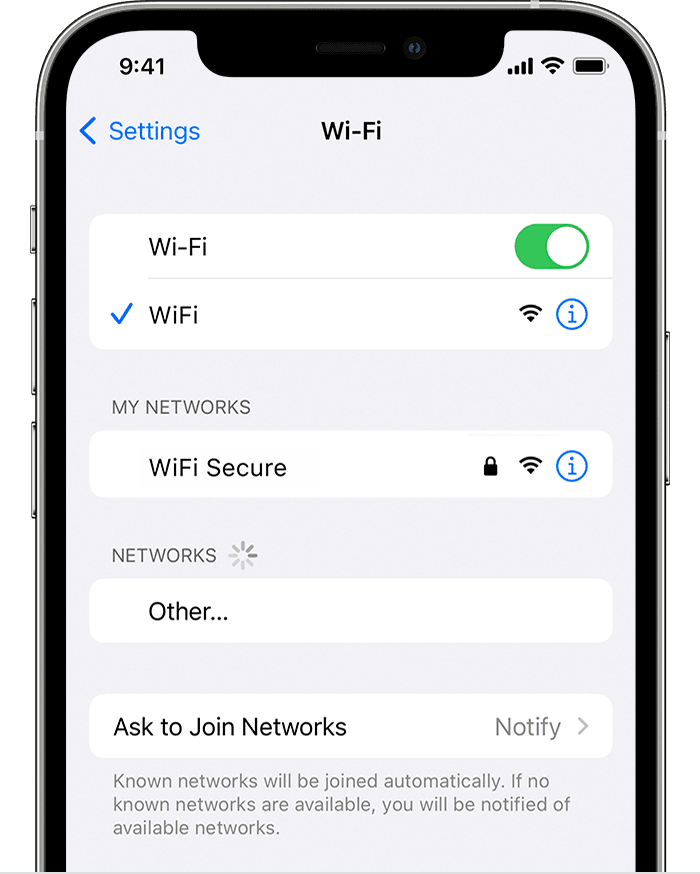 9:41
Settings
Wi-Fi
Wi-Fi
WiFi
MY NETWORKS
WiFi Secure
NETWORKS
Other...
Ask to Join Networks Notify
Known networks will be joined automatically. If no
known networks are available, you will be notified of
available networks.